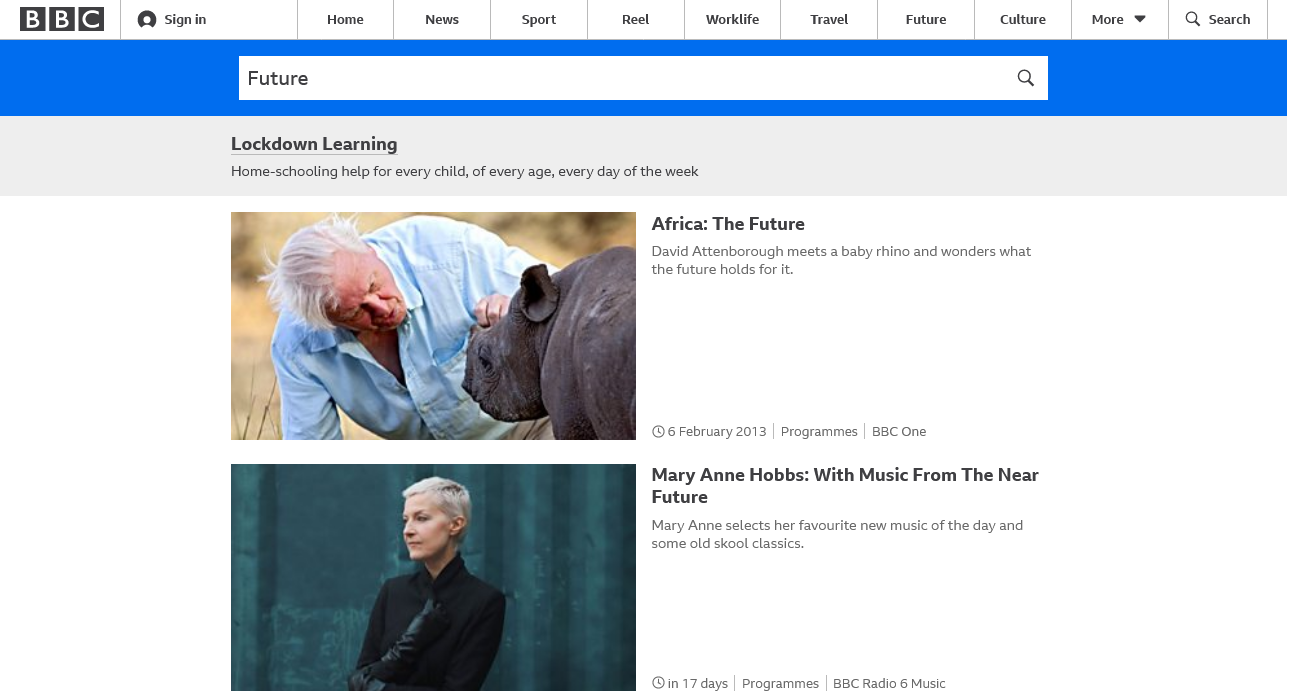 BBC Sign in Home News Sport Reel Worklife Travel Future Culture More Search
Future
Lockdown Learning
Home-schooling help for every child, of every age, every day of the week
Africa: The Future
David Attenborough meets a baby rhino and wonders what
the future holds for it.
6 February 2013 Programmes BBC One
Mary Anne Hobbs: With Music From The Near
Future
Mary Anne selects her favourite new music of the day and
some old skool classics.
in 17 days Programmes BBC Radio 6 Music